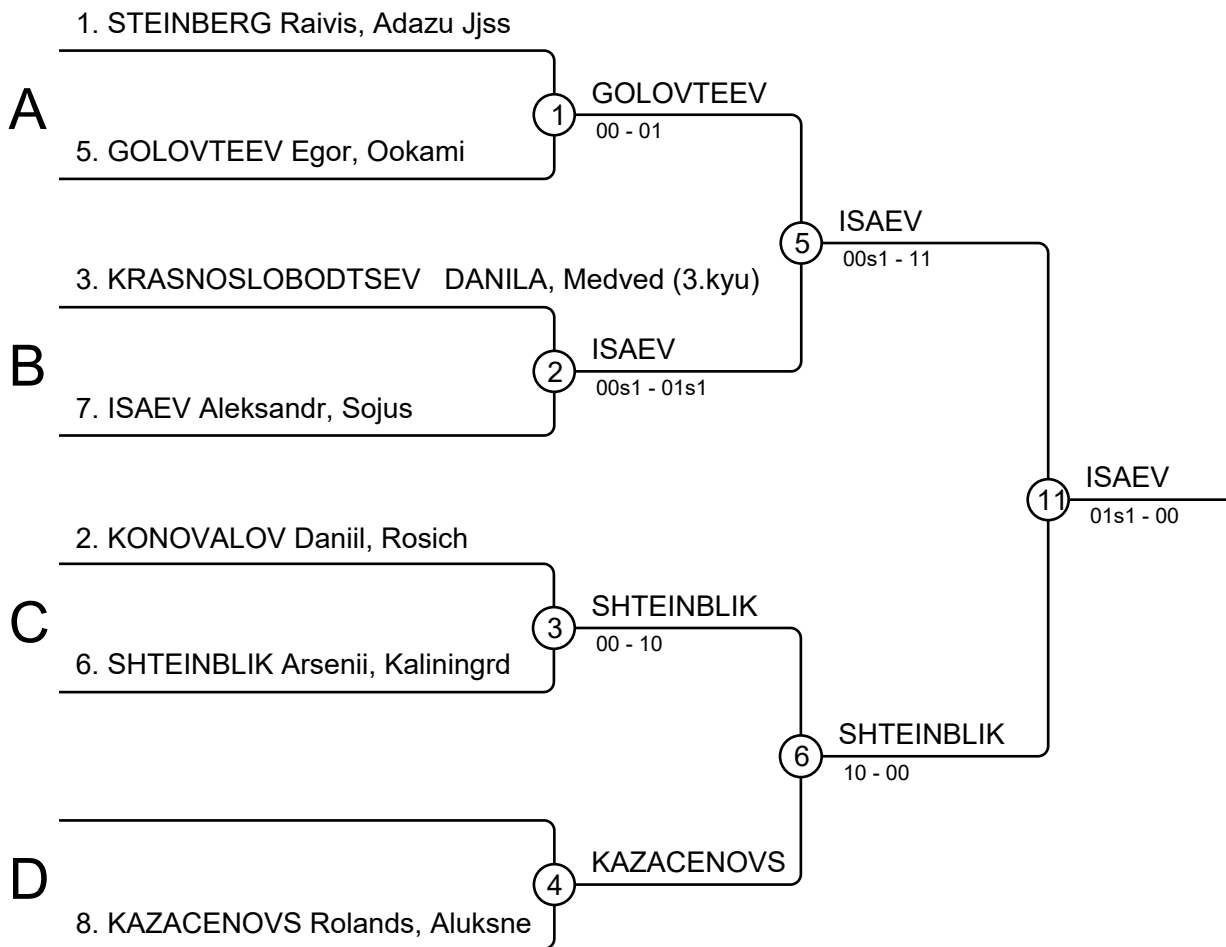 1. STEINBERG Raivis, Adazu Jjss
A
1
GOLOVTEEV
00 - 01
5. GOLOVTEEV Egor, Ookami
5
ISAEV
00s1 - 11
3. KRASNOSLOBODTSEV DANILA, Medved (3.kyu)
B
2
ISAEV
00s1 - 01s1
7. ISAEV Aleksandr, Sojus
11
ISAEV
01s1 - 00
2. KONOVALOV Daniil, Rosich
C
3
SHTEINBLIK
00 - 10
6. SHTEINBLIK Arsenii, Kaliningrd
6
SHTEINBLIK
10 - 00
D
4
KAZACENOVS
8. KAZACENOVS Rolands, Aluksne